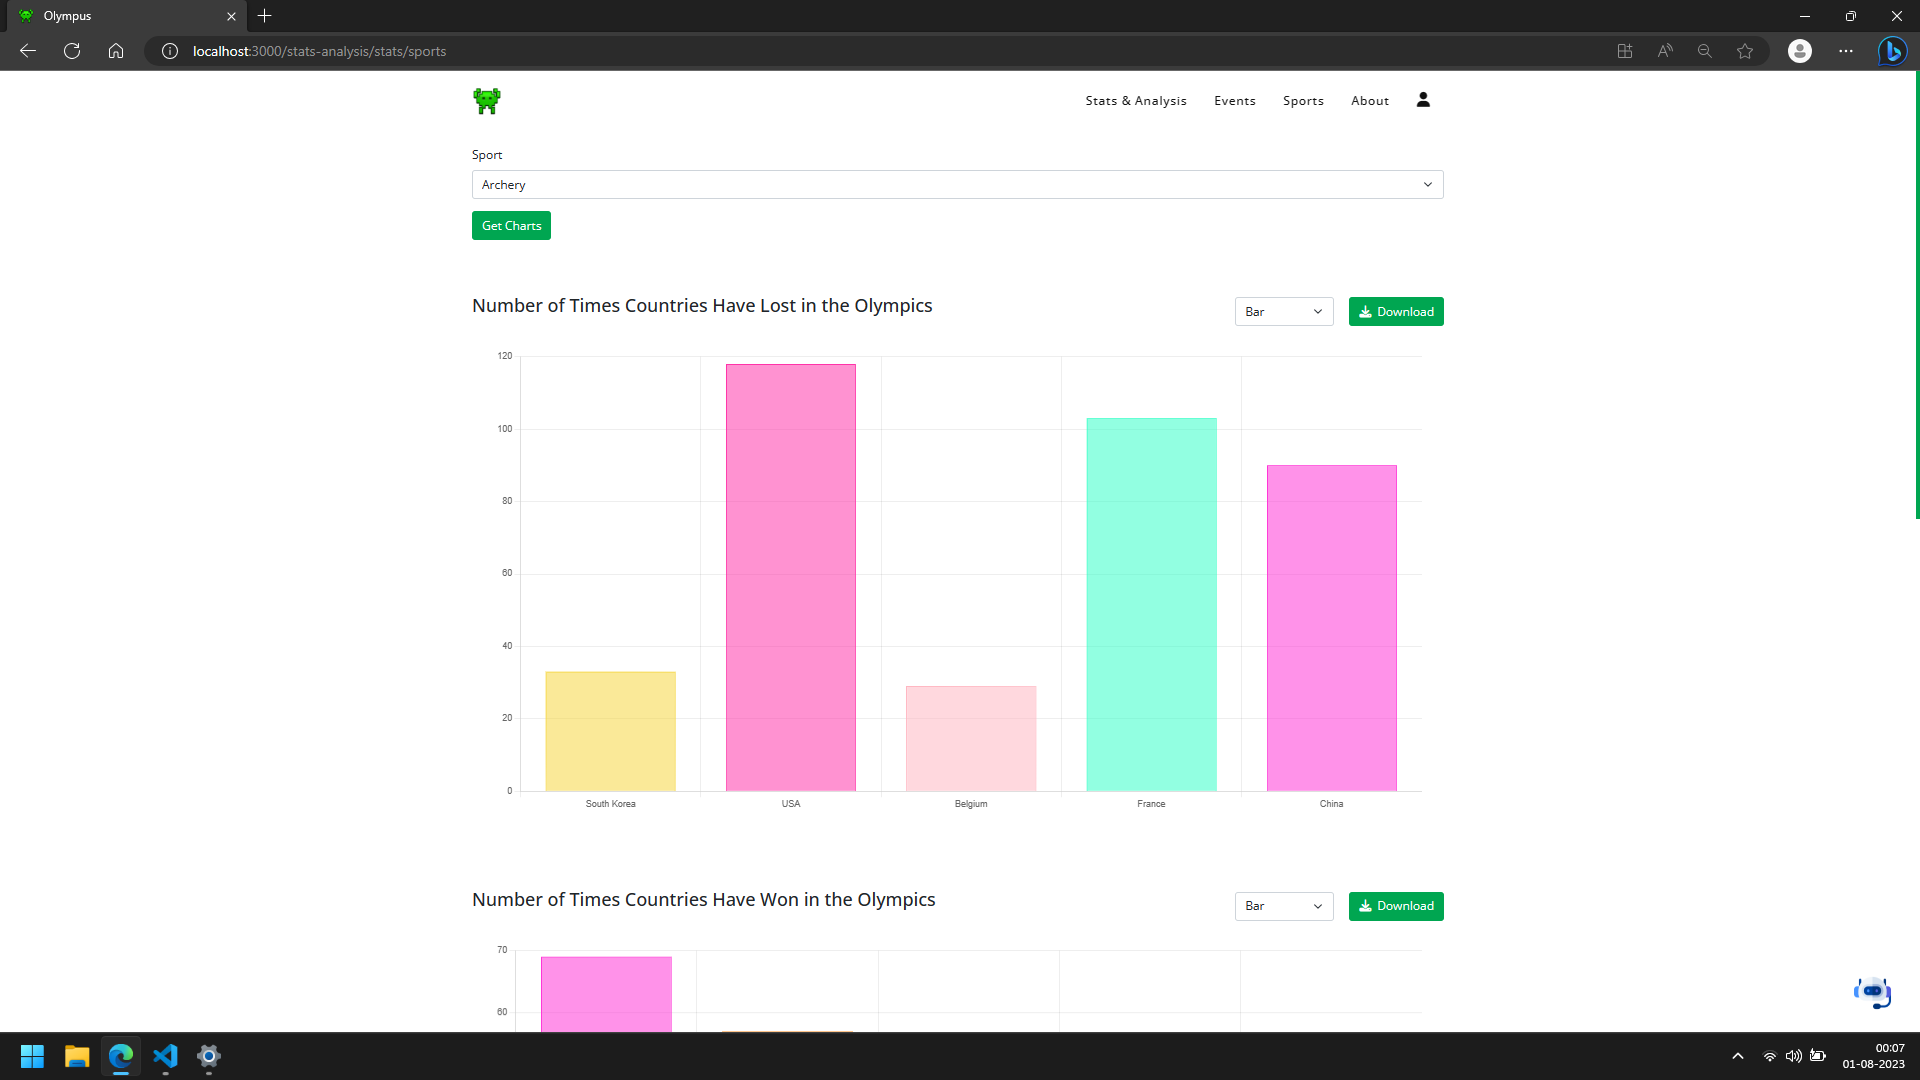 Olympus
localhost:3000/stats-analysis/stats/sports
Stats & Analysis Events Sports About
Sport
Archery
Get Charts
Number of Times Countries Have Lost in the Olympics
Bar
Download
120
100
80
60
40
20
0
South Korea USA Belgium France China
Number of Times Countries Have Won in the Olympics
Bar
Download
70
60
00:07
01-08-2023